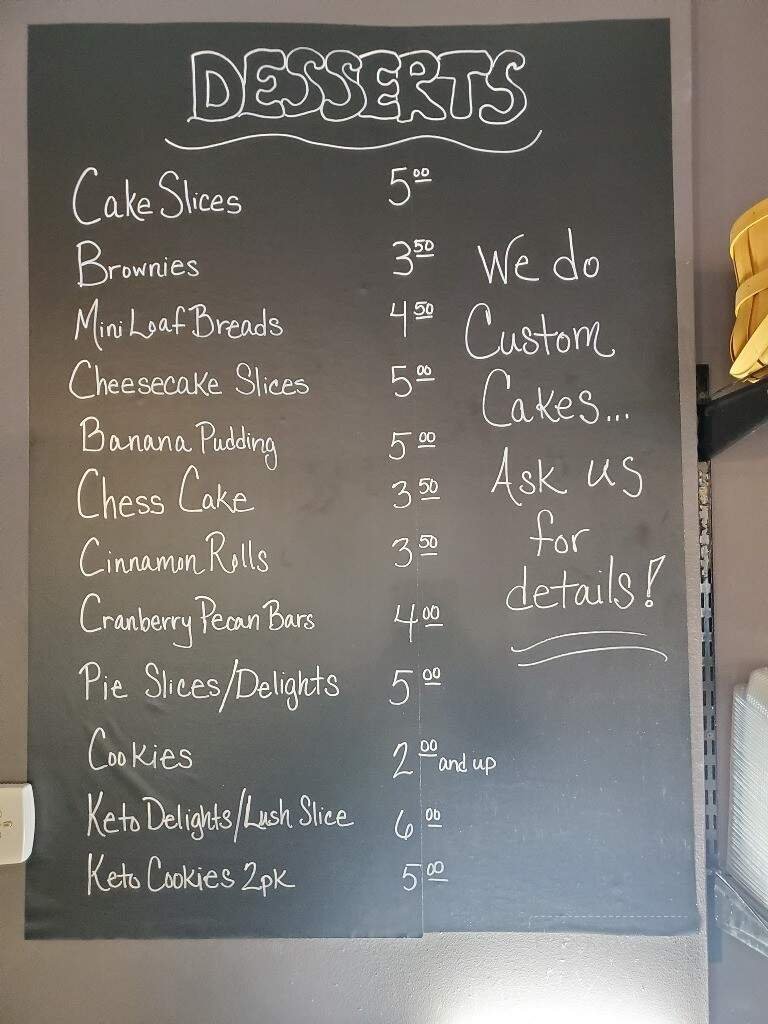 DESSERTS
Cake Slices 5 00
Brownies 3 50
Mini Loaf Breads 4 50
Cheesecake Slices 5 00
Banana Pudding 5 00
Chess Cake 3 50
Cinnamon Rolls 3 50
Cranberry Pecan Bars 4 00
Pie Slices/Delights 5 00
Cookies 2 00 and up
Keto Delights/Lush Slice 6 00
Keto Cookies 2pk 5 00
We do
Custom
Cakes...
Ask us
for
details!